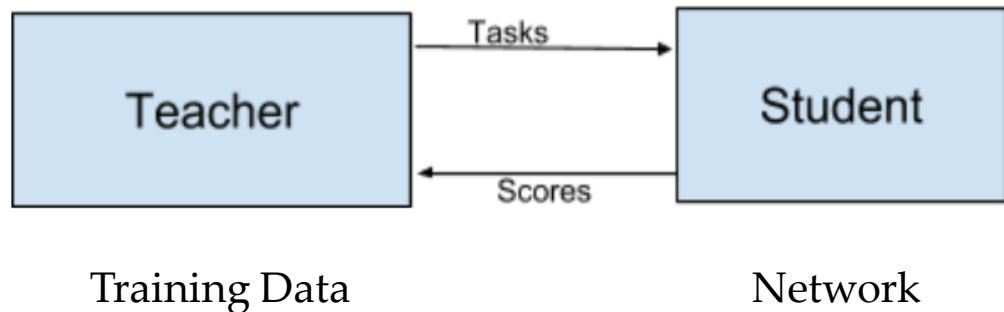 Tasks
Teacher
Student
Scores
Training Data
Network